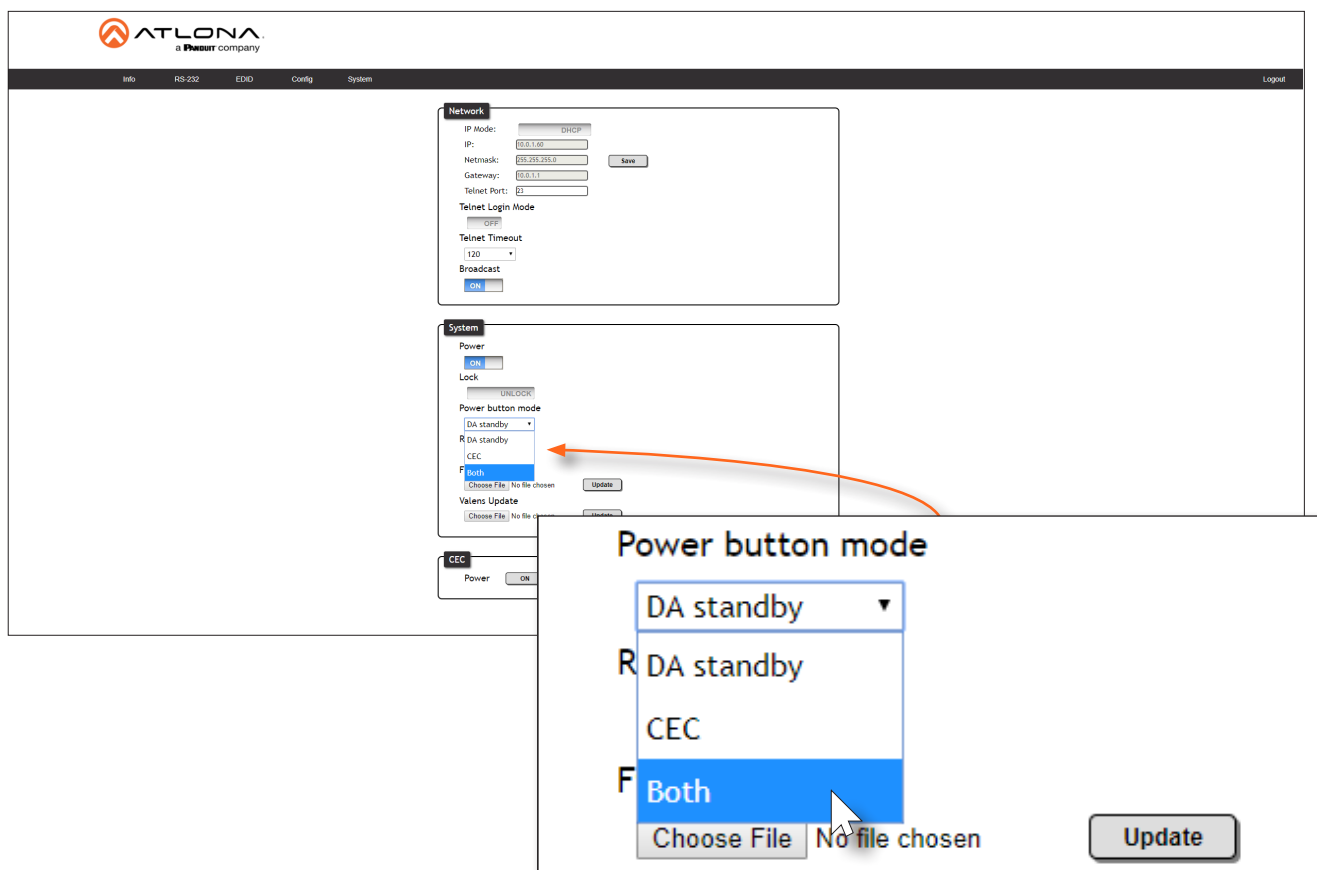 ATLONA.
a PANDUIT company
Info RS-232 EDID Config System Logout
Network
IP Mode: DHCP
IP: 10.0.1.60
Netmask: 255.255.255.0 Save
Gateway: 10.0.1.1
Telnet Port: 23
Telnet Login Mode
OFF
Telnet Timeout
120
Broadcast
ON
System
Power
ON
Lock
UNLOCK
Power button mode
DA standby
R DA standby
CEC
F Both
Choose File No file chosen Update
Valens Update
Choose File No file chosen Update
CEC
Power ON
Power button mode
DA standby
R DA standby
CEC
F Both
Choose File No file chosen Update